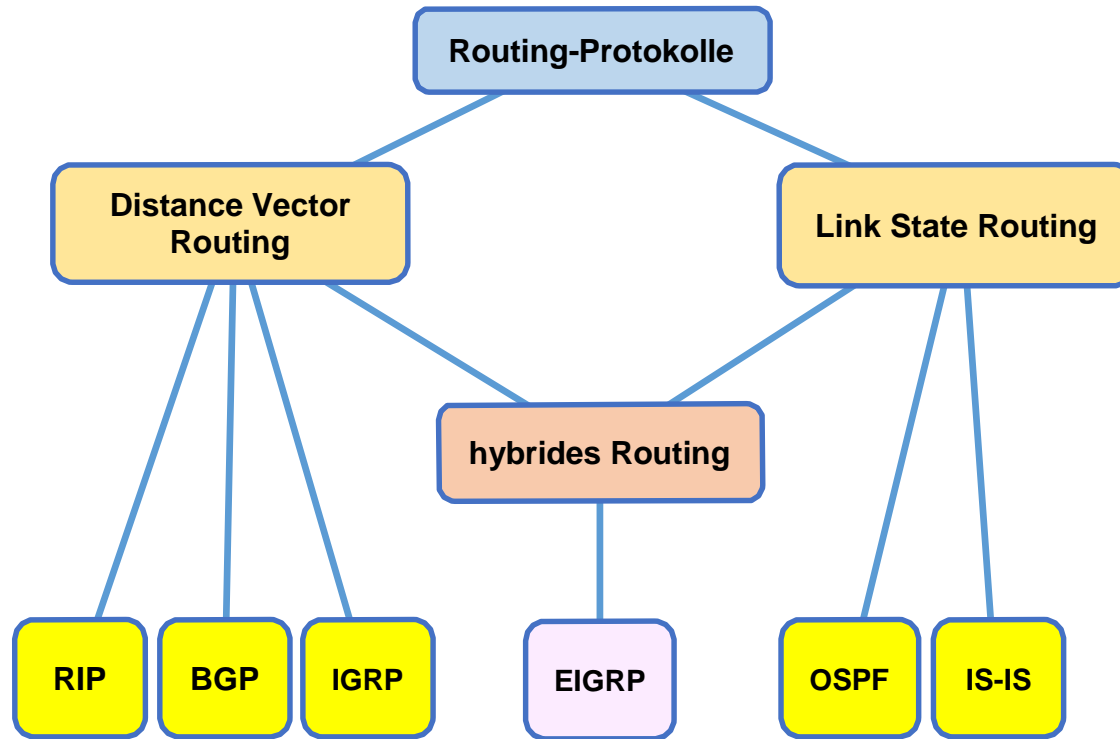 Routing-Protokolle
Distance Vector
Routing
Link State Routing
hybrides Routing
RIP
BGP
IGRP
EIGRP
OSPF
IS-IS